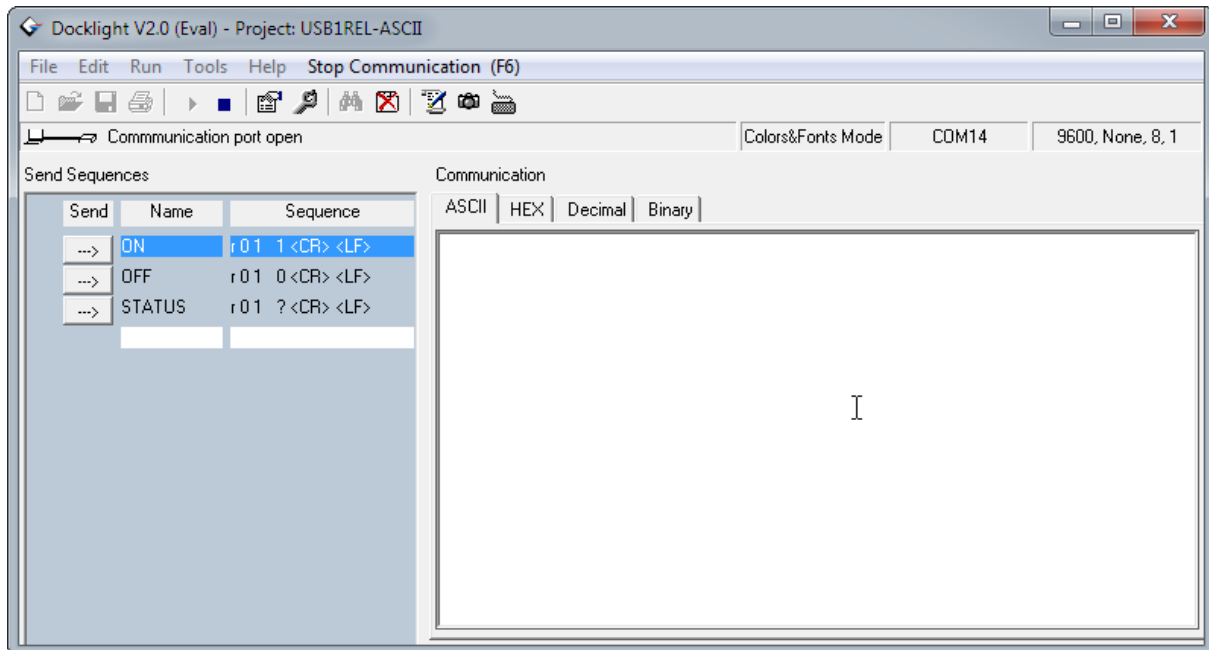 Docklight V2.0 (Eval) - Project: USB1REL-ASCII
File Edit Run Tools Help Stop Communication (F6)
Commmunication port open Colors&Fonts Mode COM14 9600, None, 8, 1
Send Sequences
Send Name Sequence
---> ON r 0 1 1 <CR> <LF>
---> OFF r 0 1 0 <CR> <LF>
---> STATUS r 0 1 ? <CR> <LF>
Communication
ASCII HEX Decimal Binary